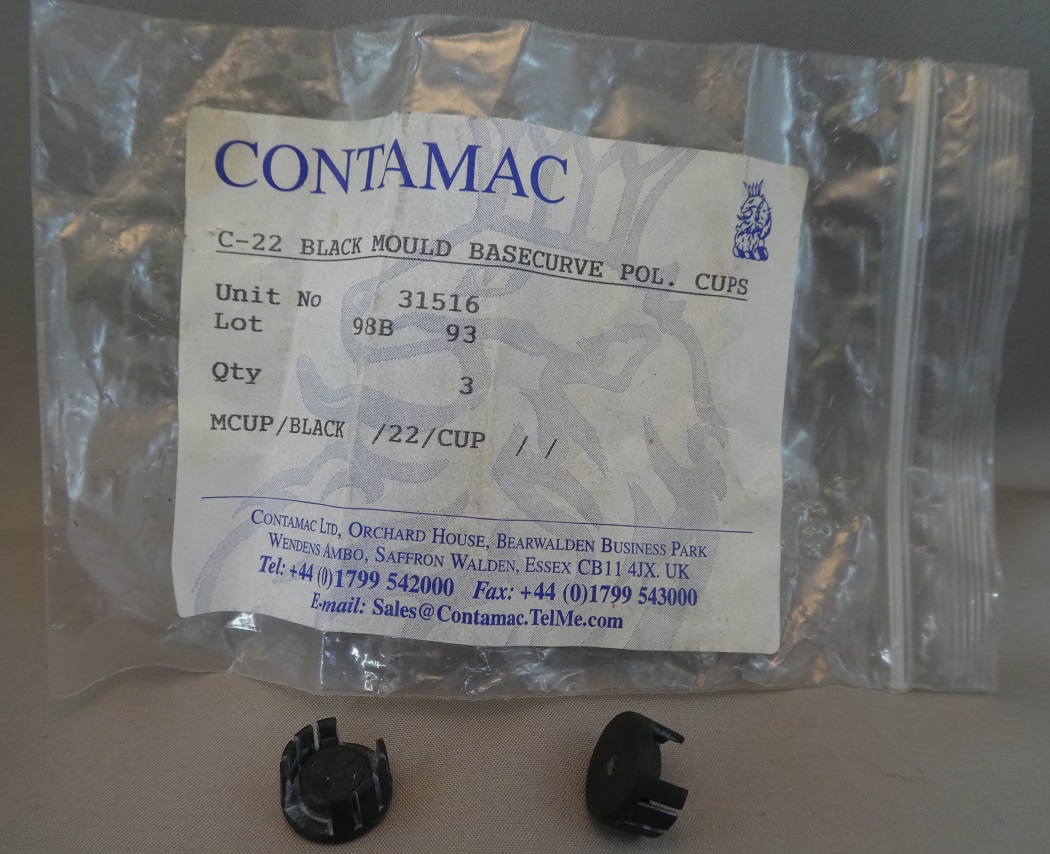 CONTAMAC
C-22 BLACK MOULD BASECURVE POL. CUPS
Unit No 31516
Lot 98B 93
Qty 3
MCUP/BLACK /22/CUP / /
CONTAMAC LTD, ORCHARD HOUSE, BEARWALDEN BUSINESS PARK
WENDENS AMBO, SAFFRON WALDEN, ESSEX CB11 4JX. UK
Tel: +44 (0)1799 542000 Fax: +44 (0)1799 543000
E-mail: Sales@Contamac.TelMe.com